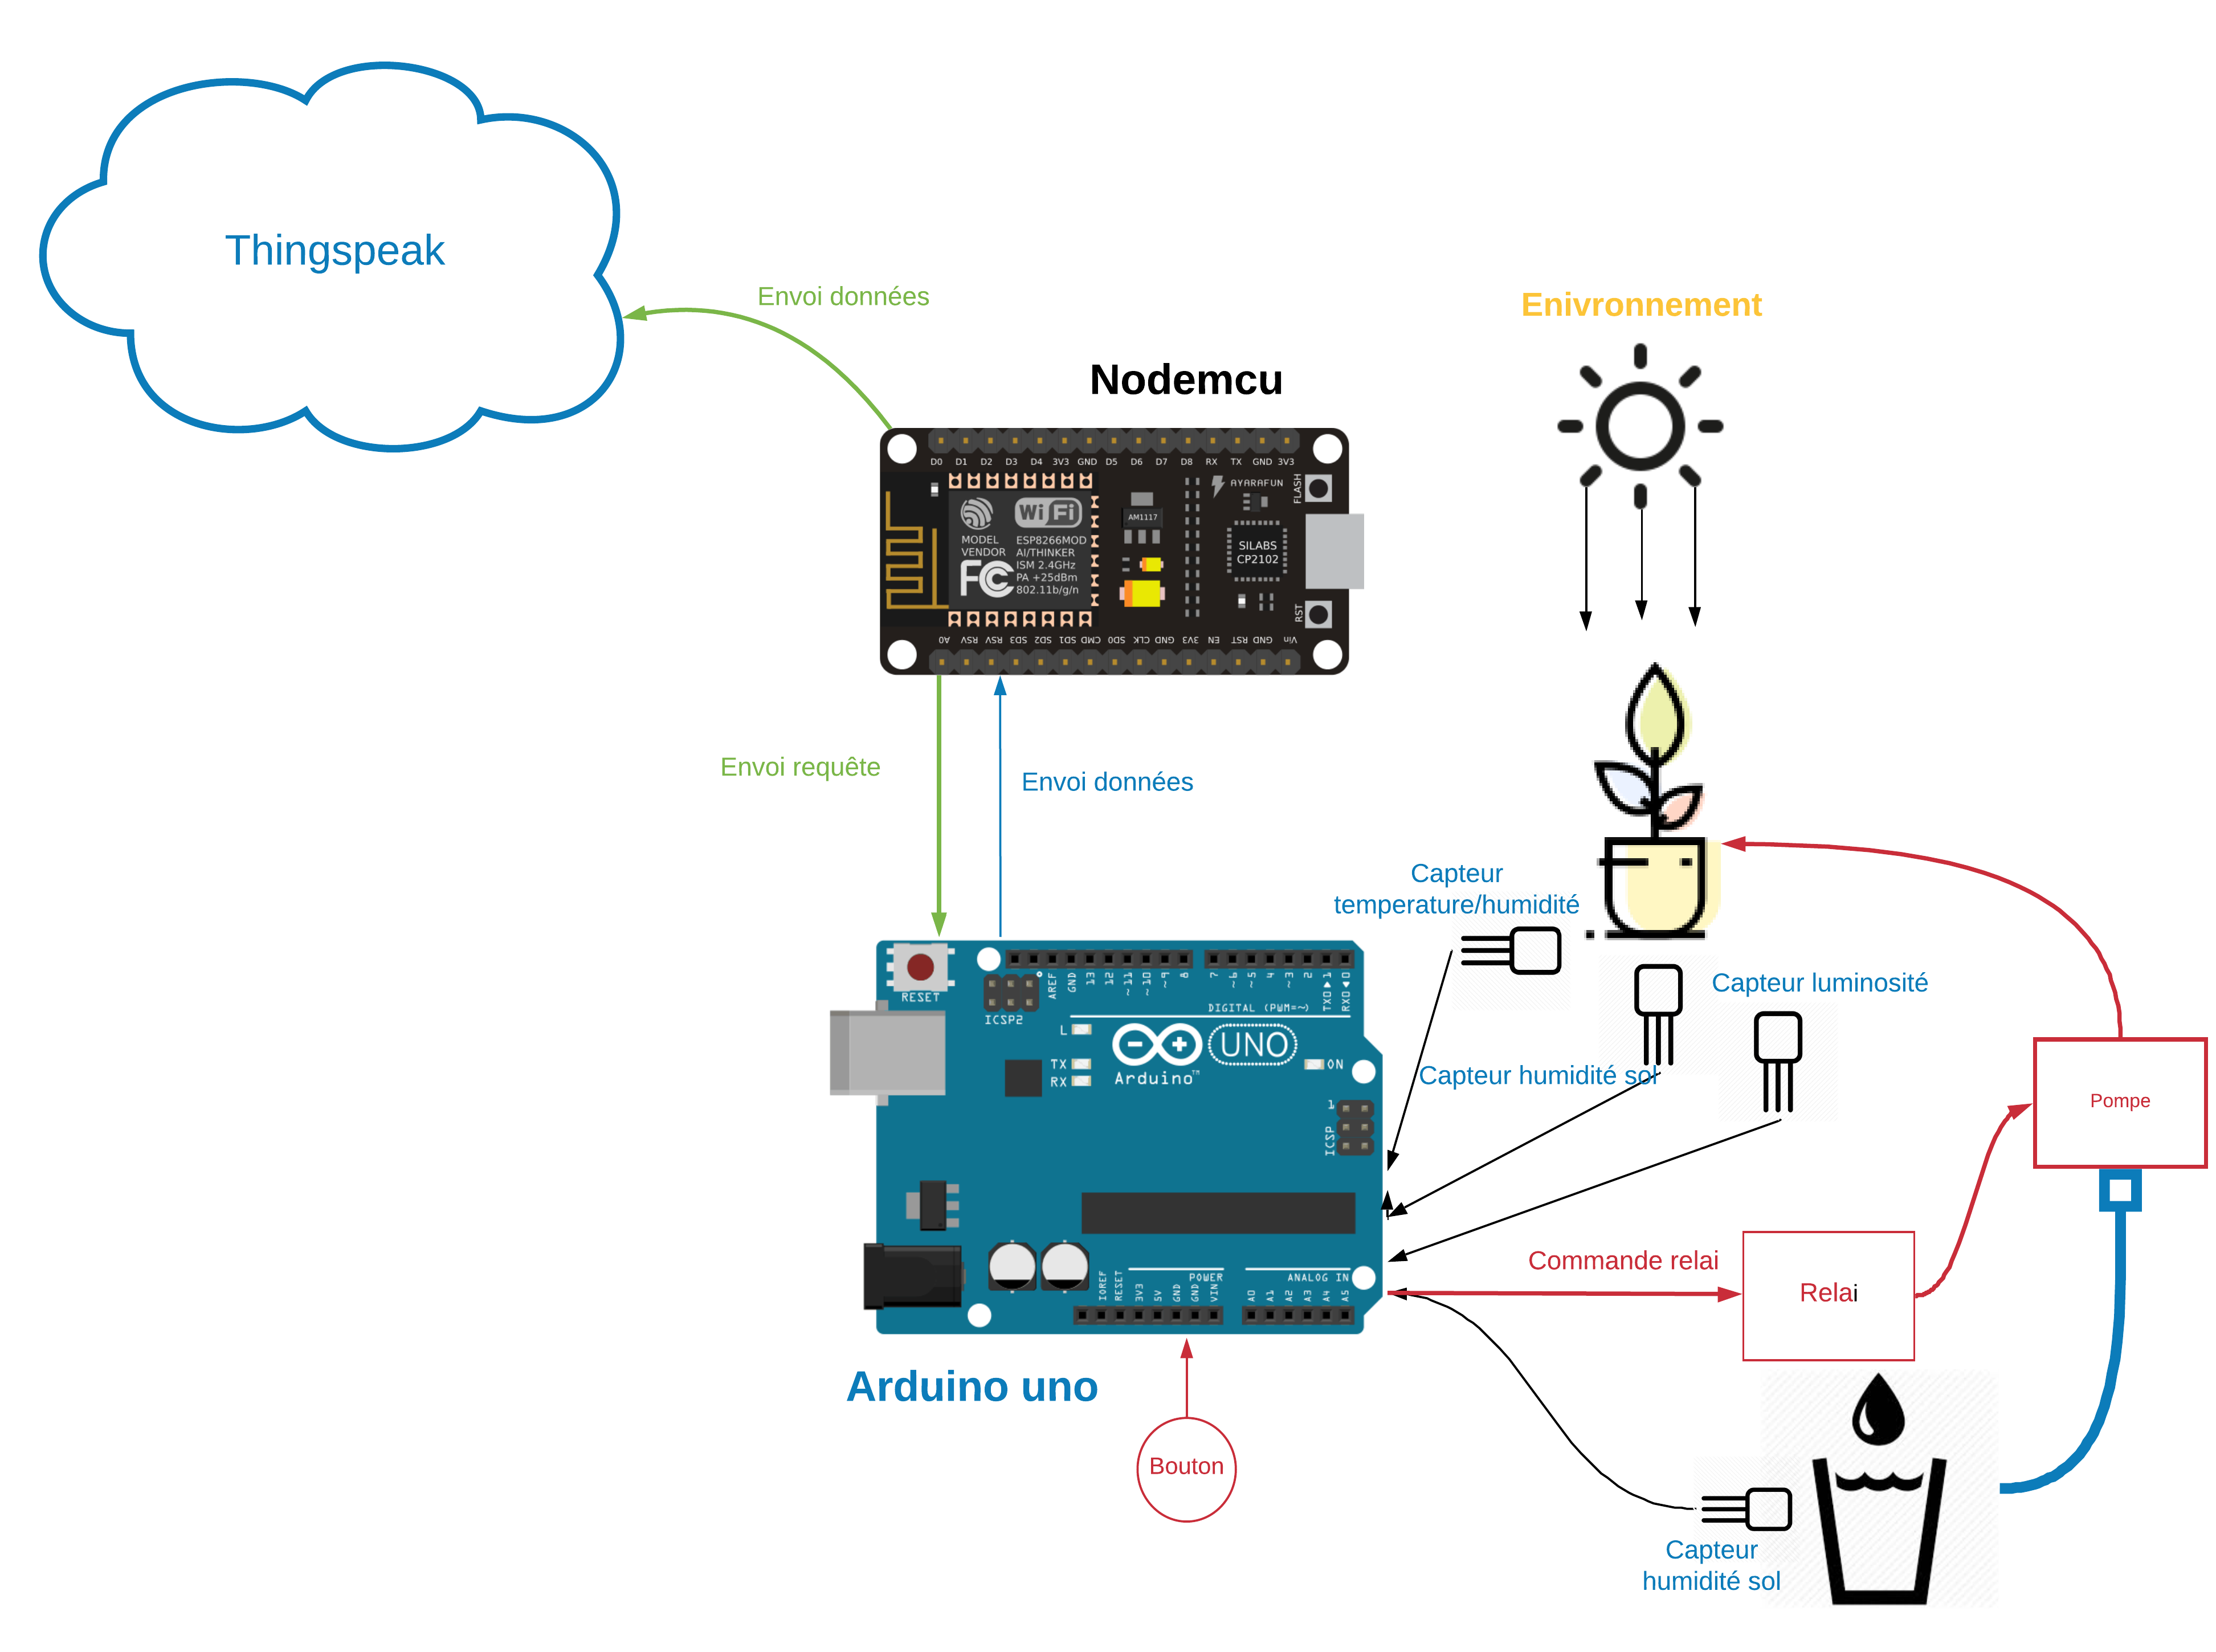 Thingspeak
Envoi données
Enivronnement
Nodemcu
D0 D1 D2 D3 D4 3V3 GND D5 D6 D7 D8 RX TX GND 3V3
AYARAFUN
FLASH
WiFi
AM1117
MODEL ESP8266MOD
VENDOR AI/THINKER
ISM 2.4GHz
PA +25dBm
802.11b/g/n
FC
SILABS
CP2102
RST
A0 RSV RSV SD3 SD2 SD1 CMD SD0 CLK GND 3V3 EN RST GND Vin
Envoi requête
Envoi données
Capteur
temperature/humidité
Capteur luminosité
Capteur humidité sol
RESET
ICSP2
AREF GND 13 12 ~11 ~10 ~9 8 7 ~6 ~5 4 ~3 2 TX0▶1 RX0◀0
DIGITAL (PWM=~)
L
TX
RX
UNO
Arduino™
ON
1
ICSP
POWER
ANALOG IN
IOREF RESET 3V3 5V GND GND VIN A0 A1 A2 A3 A4 A5
Pompe
Commande relai
Relai
Arduino uno
Bouton
Capteur
humidité sol